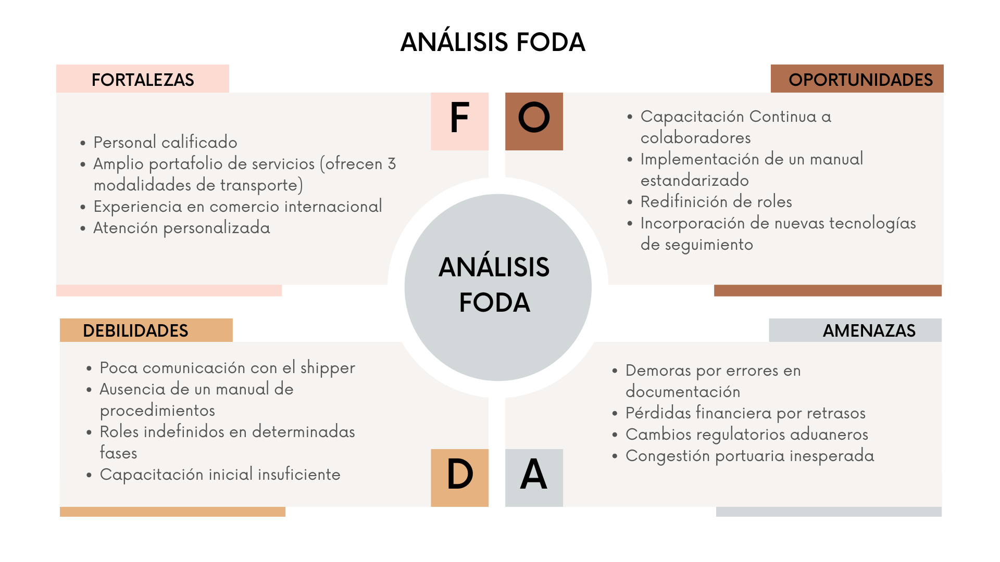 ANÁLISIS FODA
FORTALEZAS
F
• Personal calificado
• Amplio portafolio de servicios (ofrecen 3
modalidades de transporte)
• Experiencia en comercio internacional
• Atención personalizada
OPORTUNIDADES
O
• Capacitación Continua a
colaboradores
• Implementación de un manual
estandarizado
• Redifinición de roles
• Incorporación de nuevas tecnologías
de seguimiento
ANÁLISIS
FODA
DEBILIDADES
• Poca comunicación con el shipper
• Ausencia de un manual de
procedimientos
• Roles indefinidos en determinadas
fases
• Capacitación inicial insuficiente
D
AMENAZAS
• Demoras por errores en
documentación
• Pérdidas financiera por retrasos
• Cambios regulatorios aduaneros
• Congestión portuaria inesperada
A